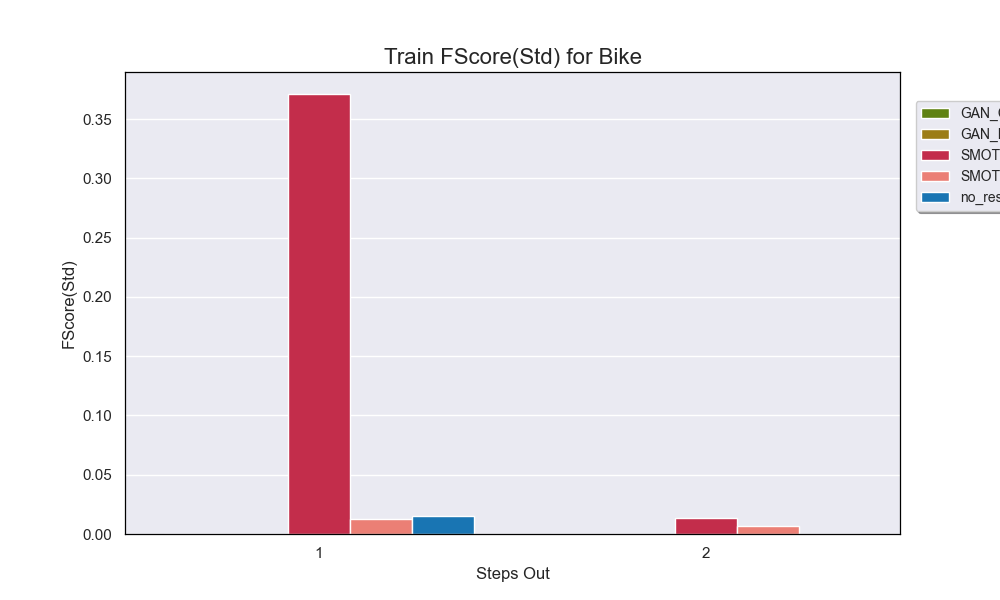 Train FScore(Std) for Bike
FScore(Std)
0.35
0.30
0.25
0.20
0.15
0.10
0.05
0.00
1
2
Steps Out
GAN_
GAN_
SMOT
SMOT
no_res